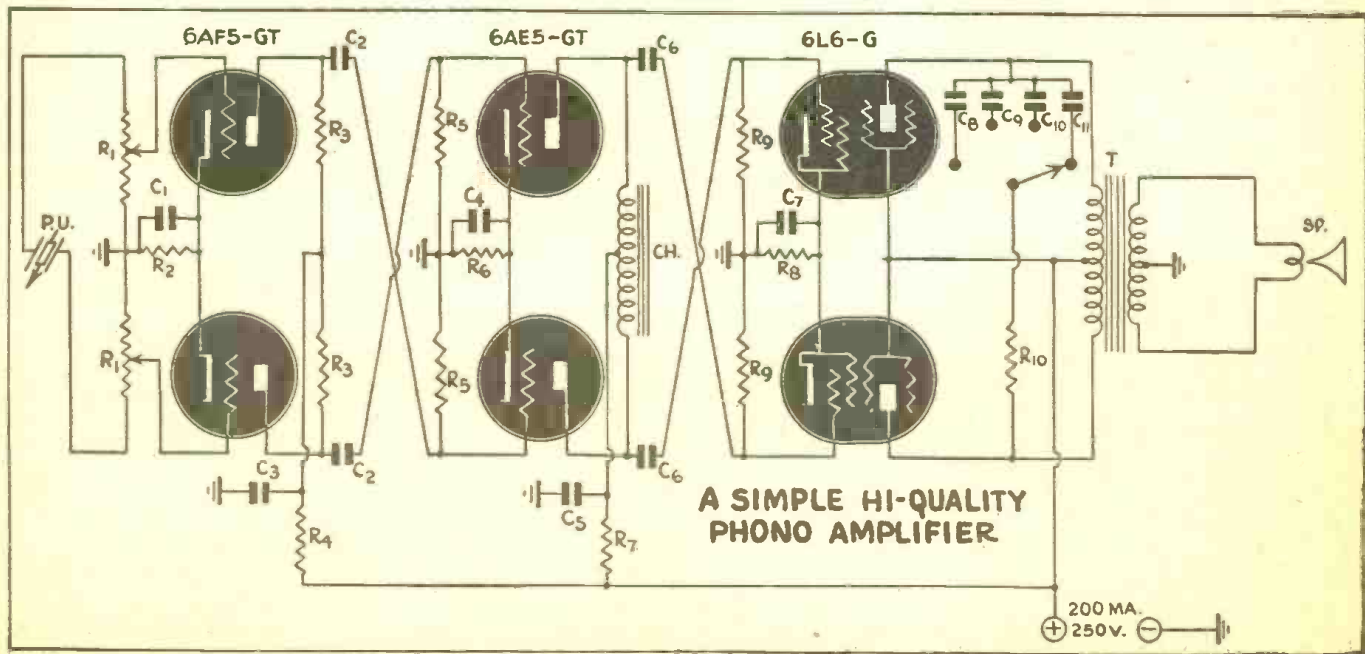 6AF5-GT
C2
6AE5-GT
C6
6L6-G
R1
R3
R5
R9
C8
C9
C10
C11
T
P.U.
C1
R2
C4
R6
CH.
C7
R8
SP.
R1
R3
R5
R9
R10
C3
C2
C5
C6
R4
R7
A SIMPLE HI-QUALITY
PHONO AMPLIFIER
200 MA.
+ 250 V. −